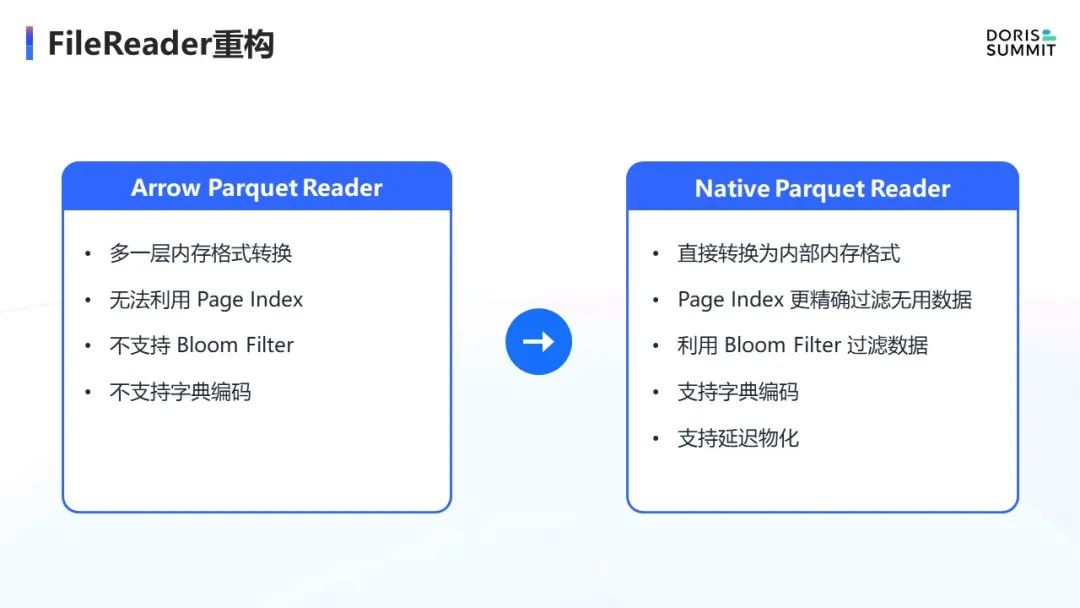 FileReader重构
DORIS
SUMMIT
Arrow Parquet Reader
• 多一层内存格式转换
• 无法利用 Page Index
• 不支持 Bloom Filter
• 不支持字典编码
Native Parquet Reader
• 直接转换为内部内存格式
• Page Index 更精确过滤无用数据
• 利用 Bloom Filter 过滤数据
• 支持字典编码
• 支持延迟物化